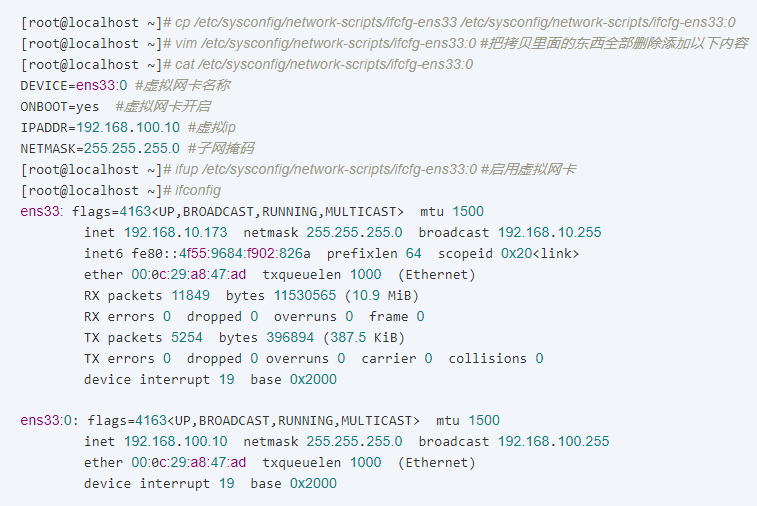 [root@localhost ~]# cp /etc/sysconfig/network-scripts/ifcfg-ens33 /etc/sysconfig/network-scripts/ifcfg-ens33:0
[root@localhost ~]# vim /etc/sysconfig/network-scripts/ifcfg-ens33:0 #把拷贝里面的东西全部删除添加以下内容
[root@localhost ~]# cat /etc/sysconfig/network-scripts/ifcfg-ens33:0
DEVICE=ens33:0 #虚拟网卡名称
ONBOOT=yes  #虚拟网卡开启
IPADDR=192.168.100.10 #虚拟ip
NETMASK=255.255.255.0 #子网掩码
[root@localhost ~]# ifup /etc/sysconfig/network-scripts/ifcfg-ens33:0 #启用虚拟网卡
[root@localhost ~]# ifconfig
ens33: flags=4163<UP,BROADCAST,RUNNING,MULTICAST>  mtu 1500
        inet 192.168.10.173  netmask 255.255.255.0  broadcast 192.168.10.255
        inet6 fe80::4f55:9684:f902:826a  prefixlen 64  scopeid 0x20<link>
        ether 00:0c:29:a8:47:ad  txqueuelen 1000  (Ethernet)
        RX packets 11849  bytes 11530565 (10.9 MiB)
        RX errors 0  dropped 0  overruns 0  frame 0
        TX packets 5254  bytes 396894 (387.5 KiB)
        TX errors 0  dropped 0 overruns 0  carrier 0  collisions 0
        device interrupt 19  base 0x2000
ens33:0: flags=4163<UP,BROADCAST,RUNNING,MULTICAST>  mtu 1500
        inet 192.168.100.10  netmask 255.255.255.0  broadcast 192.168.100.255
        ether 00:0c:29:a8:47:ad  txqueuelen 1000  (Ethernet)
        device interrupt 19  base 0x2000